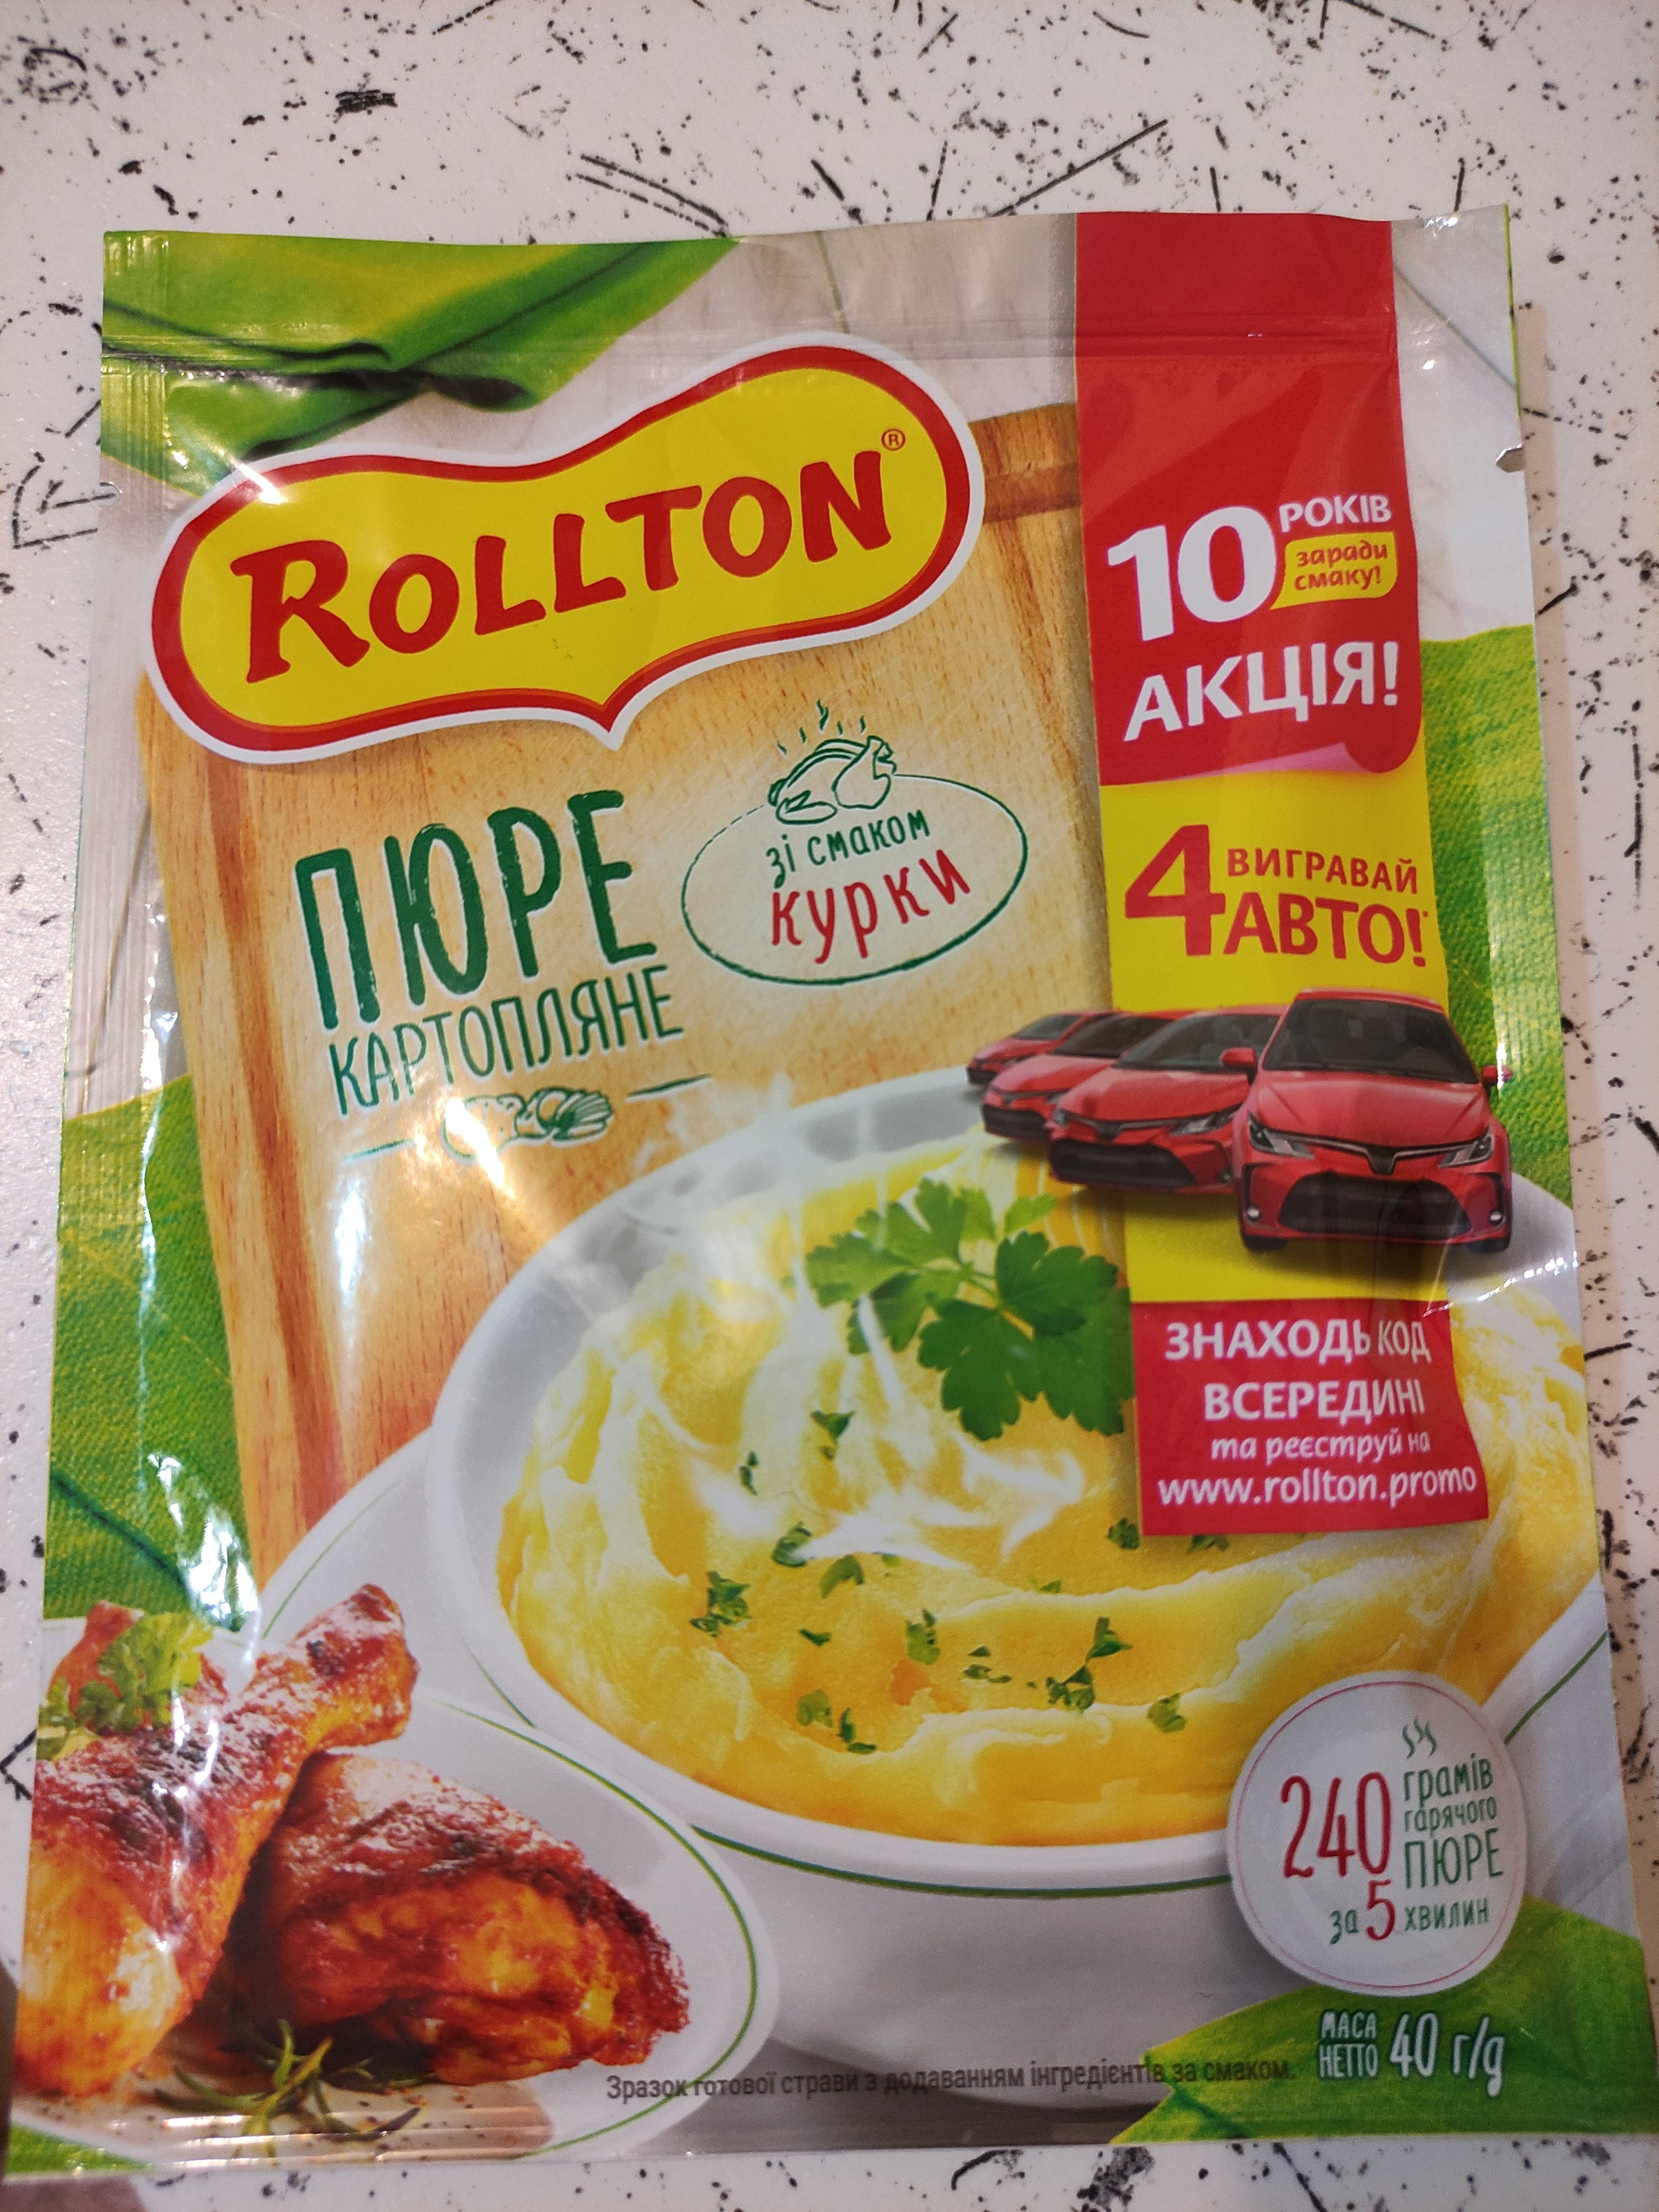 ROLLTON®
ПЮРЕ
КАРТОПЛЯНЕ
зі смаком
курки
10 РОКІВ
заради
смаку!
АКЦІЯ!
4 ВИГРАВАЙ
АВТО!*
ЗНАХОДЬ КОД
ВСЕРЕДИНІ
та реєструй на
www.rollton.promo
240 грамів
гарячого
ПЮРЕ
за 5 хвилин
МАСА
НЕТТО 40 г/g
Зразок готової страви з додаванням інгредієнтів за смаком.